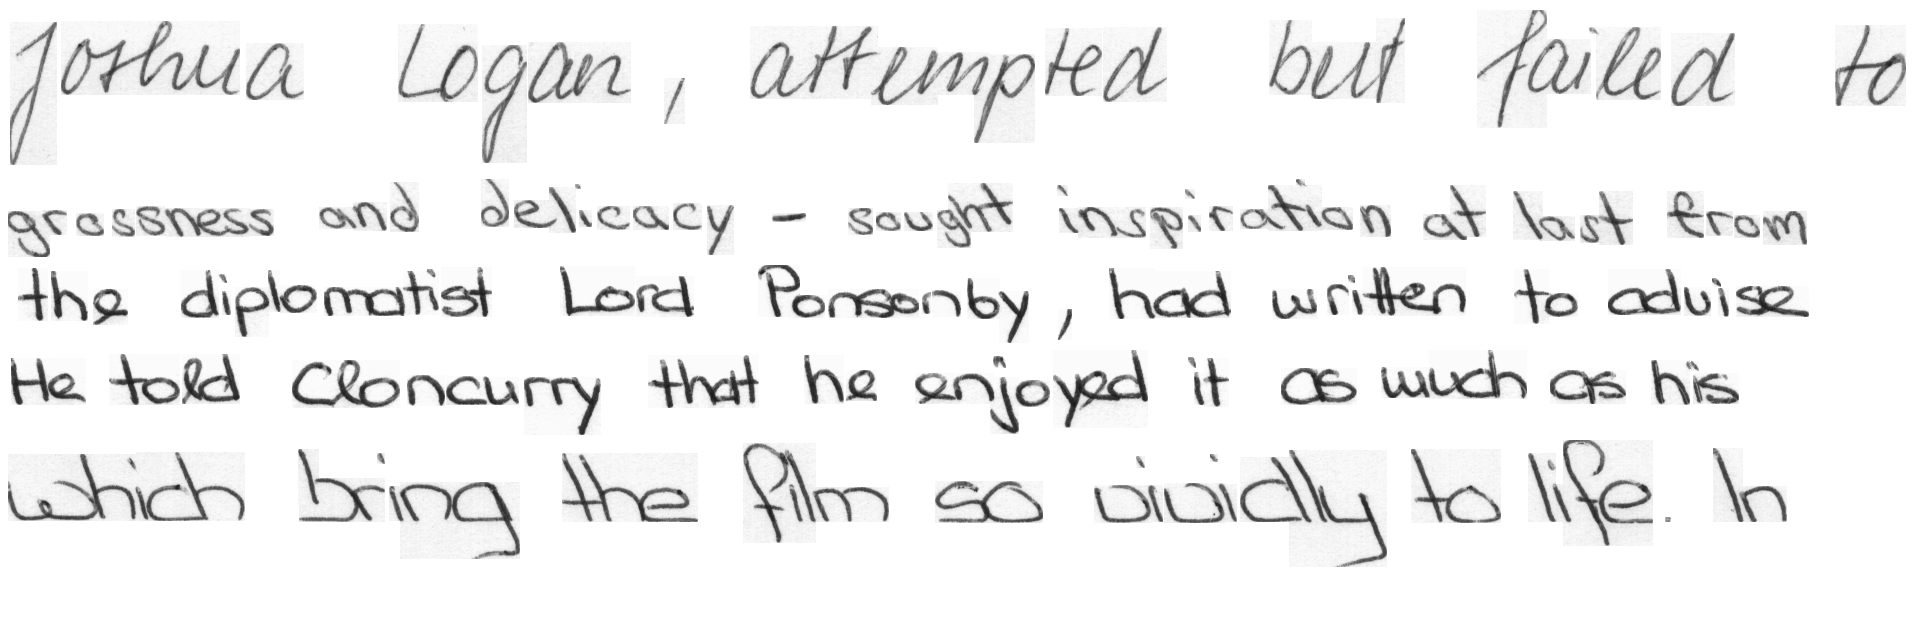 Joshua Logan, attempted but failed to
grossness and delicacy - sought inspiration at last from
the diplomatist Lord Ponsonby, had written to advise
He told Cloncurry that he enjoyed it as much as his
which bring the film so vividly to life. In